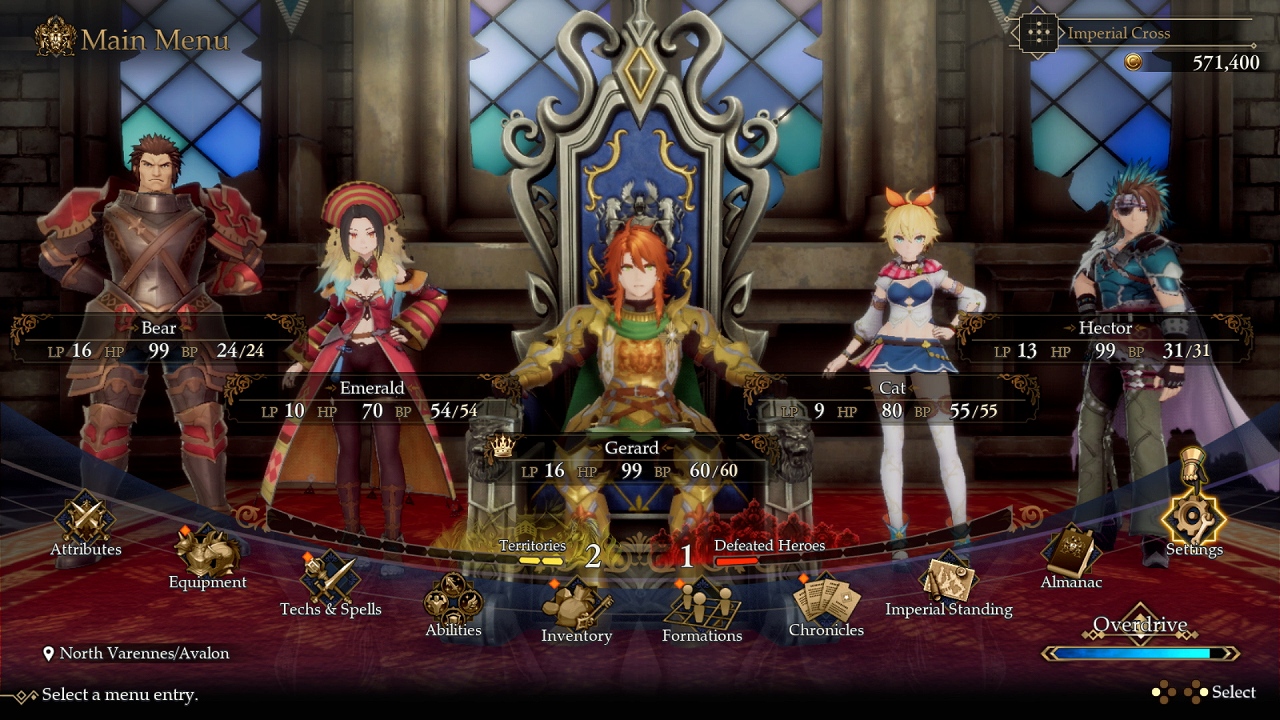 Main Menu
Imperial Cross
571,400
Bear
LP 16 HP 99 BP 24/24
Hector
LP 13 HP 99 BP 31/31
Emerald
LP 10 HP 70 BP 54/54
Cat
LP 9 HP 80 BP 55/55
Gerard
LP 16 HP 99 BP 60/60
Territories 2
1 Defeated Heroes
Attributes
Equipment
Techs & Spells
Abilities
Inventory
Formations
Chronicles
Imperial Standing
Almanac
Settings
Overdrive
North Varennes/Avalon
Select a menu entry.
Select